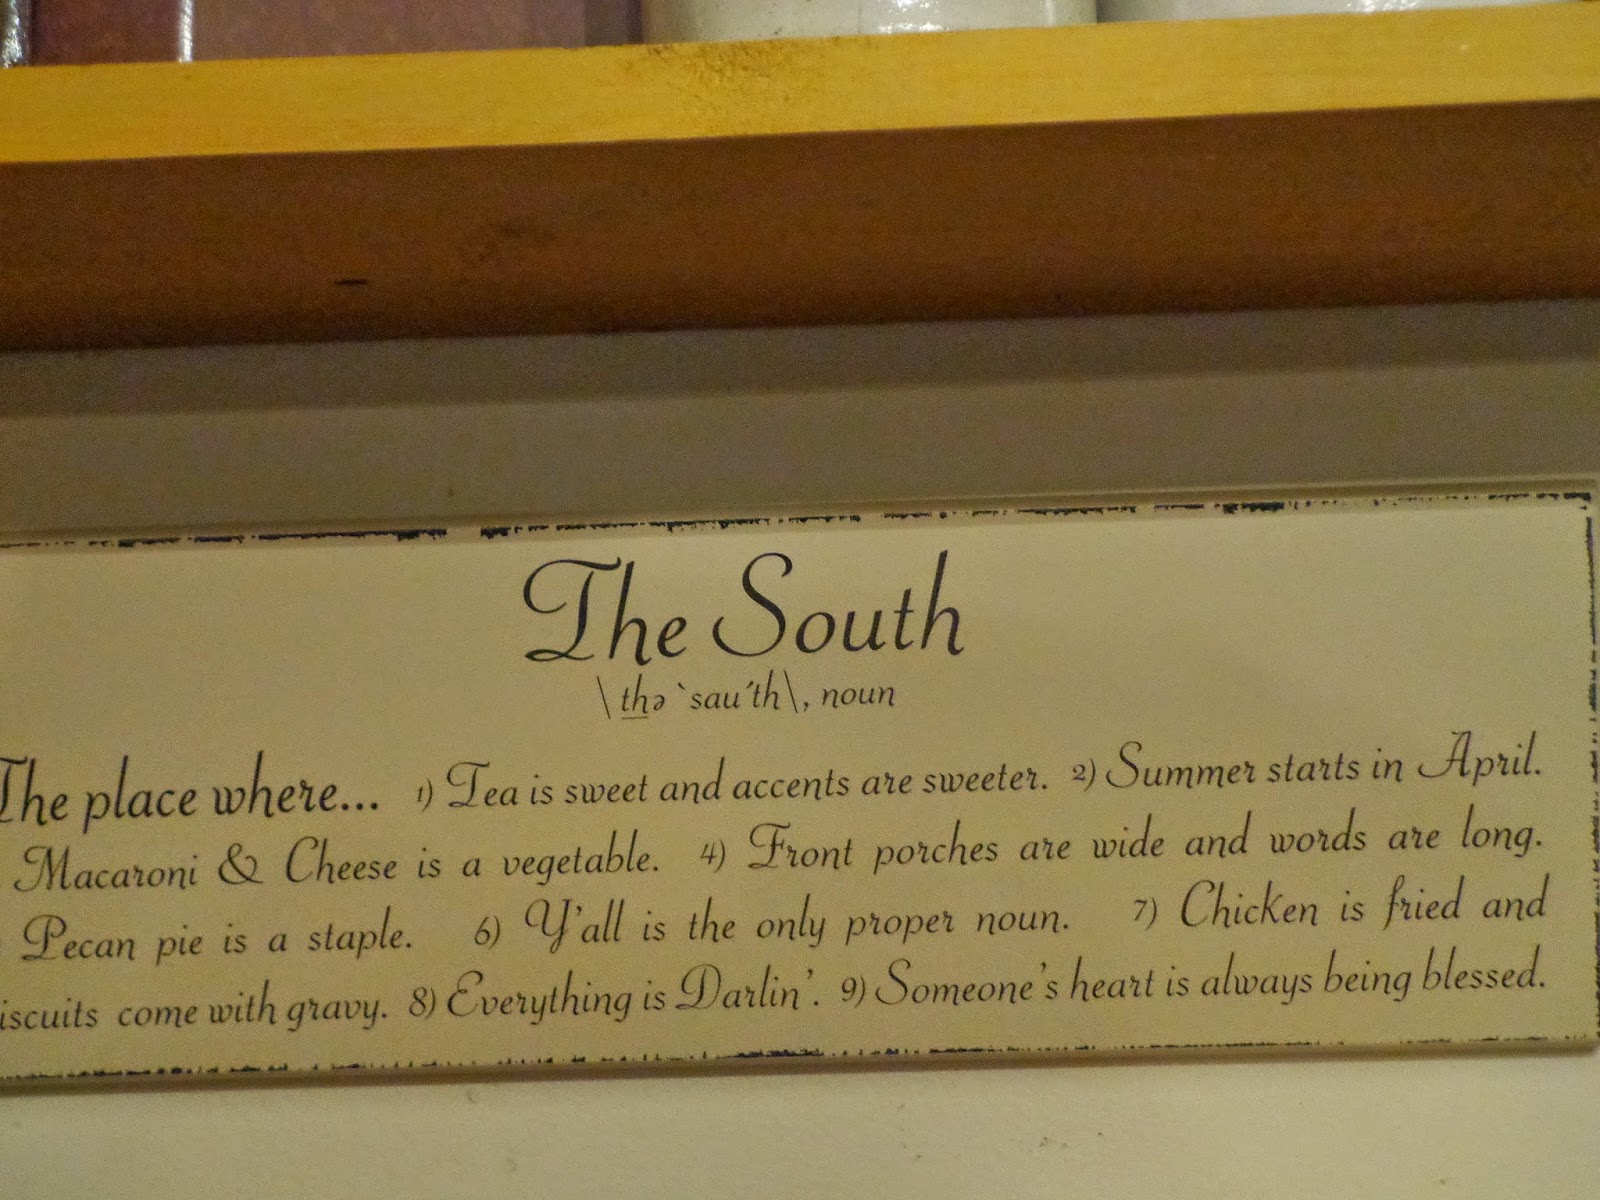 The South
\thə `sau´th\, noun
The place where... 1) Tea is sweet and accents are sweeter. 2) Summer starts in April.
Macaroni & Cheese is a vegetable. 4) Front porches are wide and words are long.
Pecan pie is a staple. 6) Y'all is the only proper noun. 7) Chicken is fried and
iscuits come with gravy. 8) Everything is Darlin'. 9) Someone's heart is always being blessed.